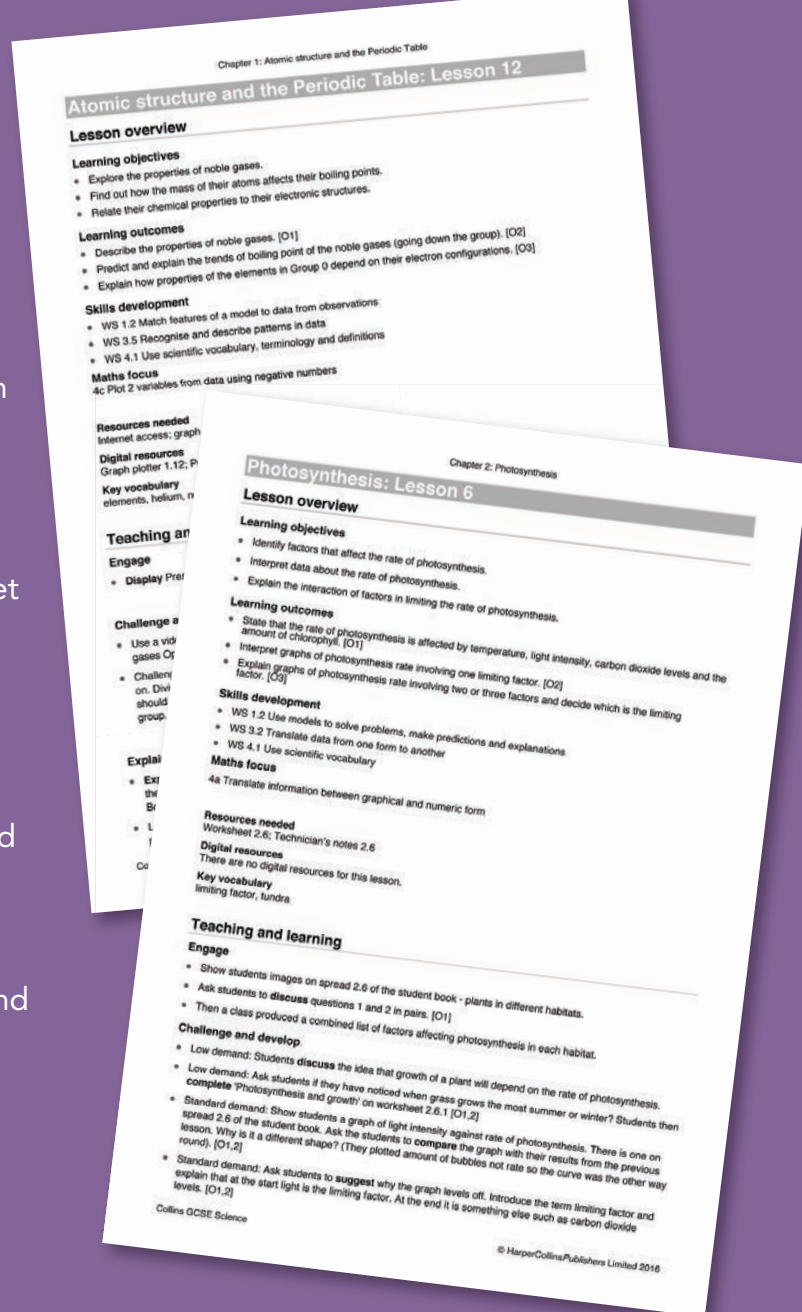 Chapter 1: Atomic structure and the Periodic Table
Atomic structure and the Periodic Table: Lesson 12
Lesson overview
Learning objectives
• Explore the properties of noble gases.
• Find out how the mass of their atoms affects their boiling points.
• Relate their chemical properties to their electronic structures.
Learning outcomes
• Describe the properties of noble gases. [O1]
• Predict and explain the trends of boiling point of the noble gases (going down the group). [O2]
• Explain how properties of the elements in Group 0 depend on their electron configurations. [O3]
Skills development
• WS 1.2 Match features of a model to data from observations
• WS 3.5 Recognise and describe patterns in data
• WS 4.1 Use scientific vocabulary, terminology and definitions
Maths focus
4c Plot 2 variables from data using negative numbers
Resources needed
Internet access; graph
Digital resources
Graph plotter 1.12; P
Key vocabulary
elements, helium, n
Teaching an
Engage
• Display Pre
Challenge a
• Use a vid
gases Op
• Challeng
on. Divi
should
group.
Explai
• Exp
the
Bo
• L
Co
Chapter 2: Photosynthesis
Photosynthesis: Lesson 6
Lesson overview
Learning objectives
• Identify factors that affect the rate of photosynthesis.
• Interpret data about the rate of photosynthesis.
• Explain the interaction of factors in limiting the rate of photosynthesis.
Learning outcomes
• State that the rate of photosynthesis is affected by temperature, light intensity, carbon dioxide levels and the
amount of chlorophyll. [O1]
• Interpret graphs of photosynthesis rate involving one limiting factor. [O2]
• Explain graphs of photosynthesis rate involving two or three factors and decide which is the limiting
factor. [O3]
Skills development
• WS 1.2 Use models to solve problems, make predictions and explanations
• WS 3.2 Translate data from one form to another
• WS 4.1 Use scientific vocabulary
Maths focus
4a Translate information between graphical and numeric form
Resources needed
Worksheet 2.6; Technician's notes 2.6
Digital resources
There are no digital resources for this lesson.
Key vocabulary
limiting factor, tundra
Teaching and learning
Engage
• Show students images on spread 2.6 of the student book - plants in different habitats.
• Ask students to discuss questions 1 and 2 in pairs. [O1]
• Then a class produced a combined list of factors affecting photosynthesis in each habitat.
Challenge and develop
• Low demand: Students discuss the idea that growth of a plant will depend on the rate of photosynthesis.
• Low demand: Ask students if they have noticed when grass grows the most summer or winter? Students then
complete 'Photosynthesis and growth' on worksheet 2.6.1 [O1,2]
• Standard demand: Show students a graph of light intensity against rate of photosynthesis. There is one on
spread 2.6 of the student book. Ask the students to compare the graph with their results from the previous
lesson. Why is it a different shape? (They plotted amount of bubbles not rate so the curve was the other way
round). [O1,2]
• Standard demand: Ask students to suggest why the graph levels off. Introduce the term limiting factor and
explain that at the start light is the limiting factor. At the end it is something else such as carbon dioxide
levels. [O1,2]
Collins GCSE Science
© HarperCollinsPublishers Limited 2016